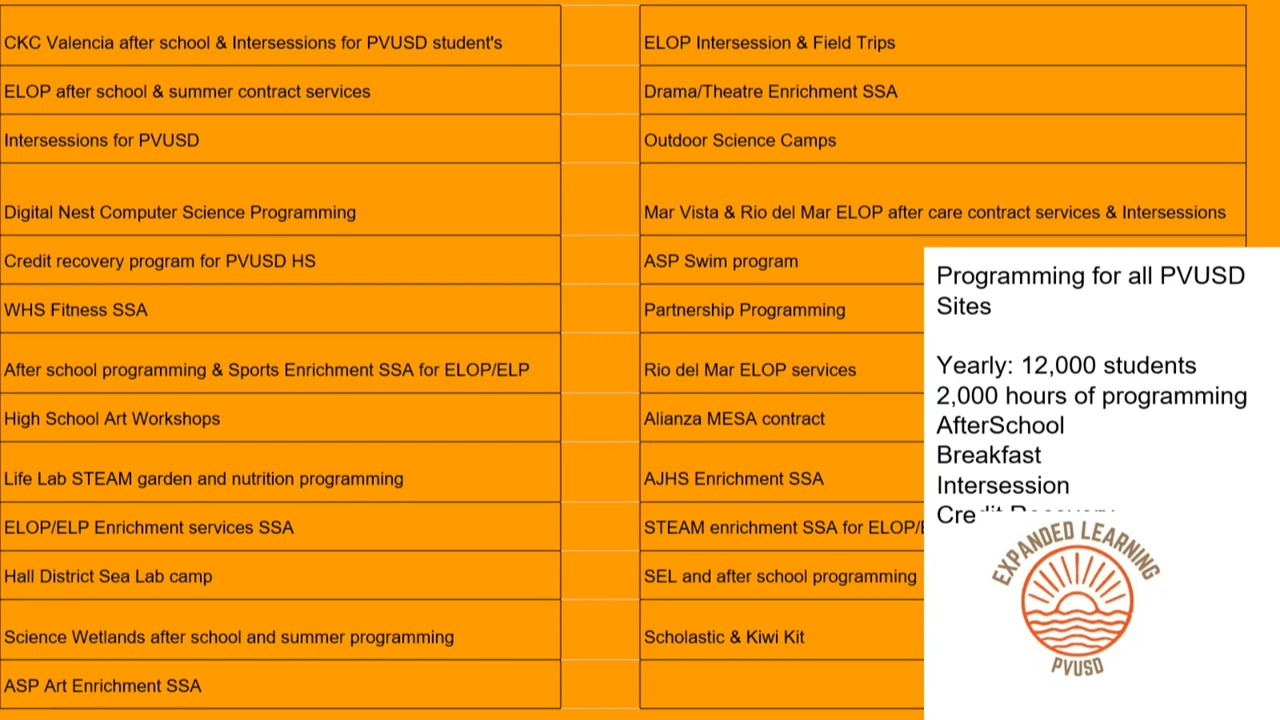 CKC Valencia after school & Intersessions for PVUSD student's
ELOP after school & summer contract services
Intersessions for PVUSD
Digital Nest Computer Science Programming
Credit recovery program for PVUSD HS
WHS Fitness SSA
After school programming & Sports Enrichment SSA for ELOP/ELP
High School Art Workshops
Life Lab STEAM garden and nutrition programming
ELOP/ELP Enrichment services SSA
Hall District Sea Lab camp
Science Wetlands after school and summer programming
ASP Art Enrichment SSA
ELOP Intersession & Field Trips
Drama/Theatre Enrichment SSA
Outdoor Science Camps
Mar Vista & Rio del Mar ELOP after care contract services & Intersessions
ASP Swim program
Partnership Programming
Rio del Mar ELOP services
Alianza MESA contract
AJHS Enrichment SSA
STEAM enrichment SSA for
SEL and after school programming
Scholastic & Kiwi Kit
Programming for all PVUSD
Sites
Yearly: 12,000 students
2,000 hours of programming
AfterSchool
Breakfast
Intersession
EXPANDED LEARNING
PVUSD